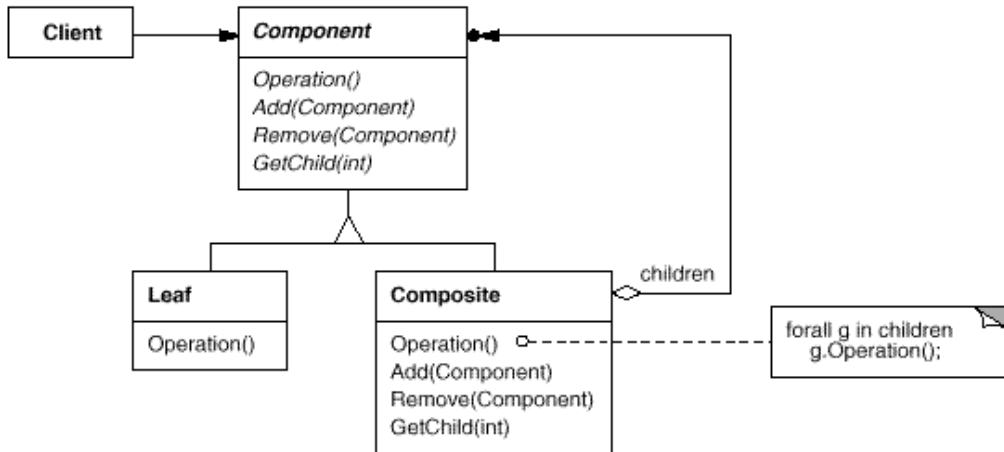 Client
Component
Operation()
Add(Component)
Remove(Component)
GetChild(int)
Leaf
Operation()
Composite
Operation()
Add(Component)
Remove(Component)
GetChild(int)
children
forall g in children
g.Operation();